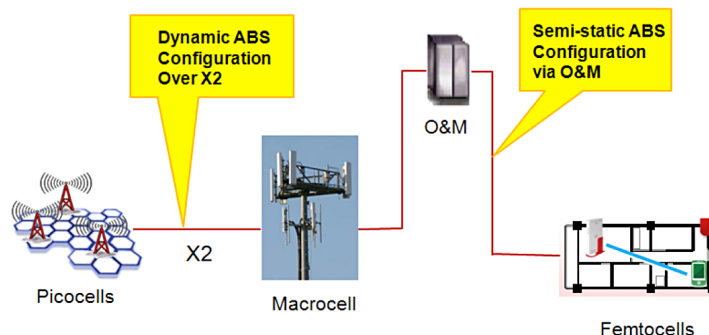 Dynamic ABS
Configuration
Over X2
Semi-static ABS
Configuration
via O&M
O&M
X2
Picocells
Macrocell
Femtocells